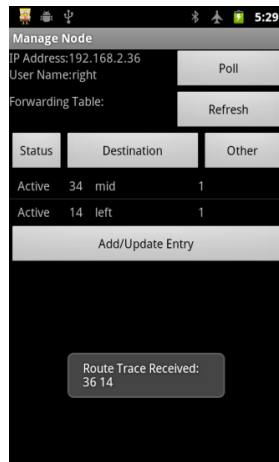 5:29
Manage Node
IP Address:192.168.2.36
User Name:right
Poll
Forwarding Table:
Refresh
Status Destination Other
Active 34 mid 1
Active 14 left 1
Add/Update Entry
Route Trace Received:
36 14